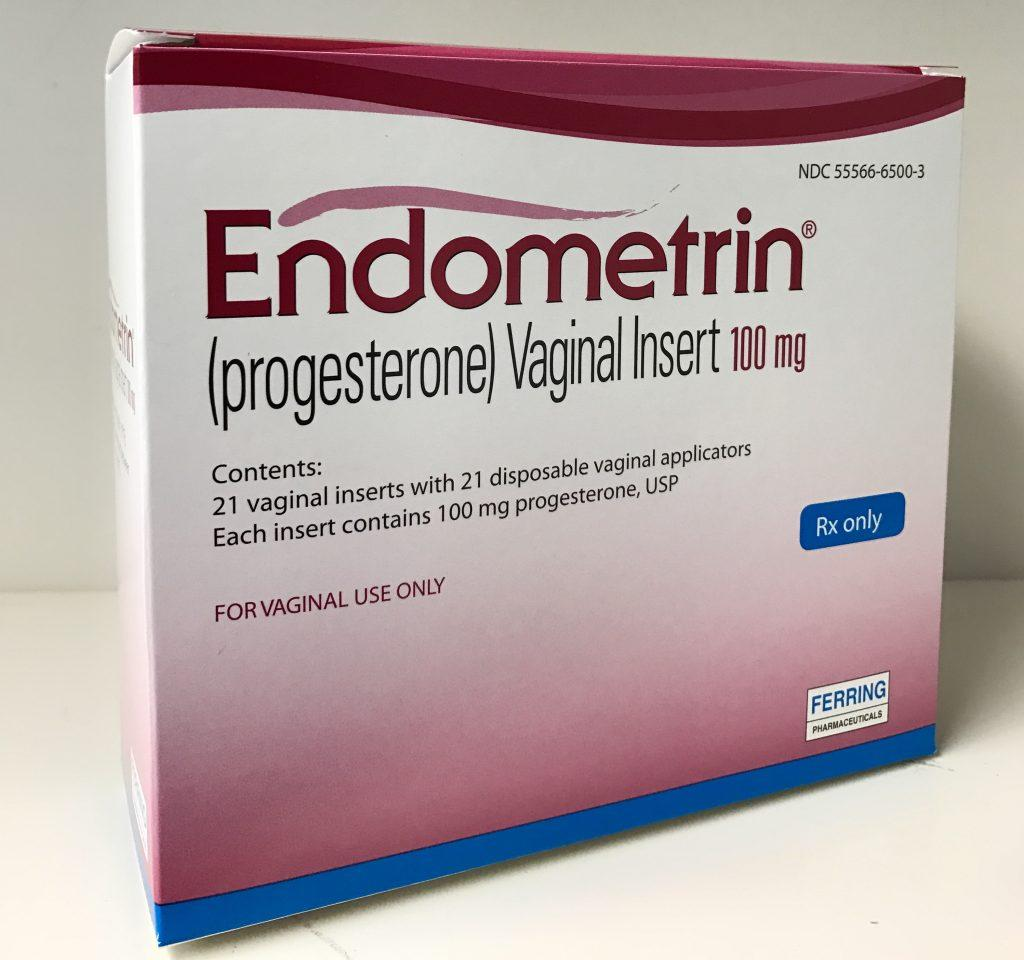 NDC 55566-6500-3
Endometrin®
(progesterone) Vaginal Insert 100 mg
Contents:
21 vaginal inserts with 21 disposable vaginal applicators
Each insert contains 100 mg progesterone, USP
Rx only
FOR VAGINAL USE ONLY
FERRING
PHARMACEUTICALS